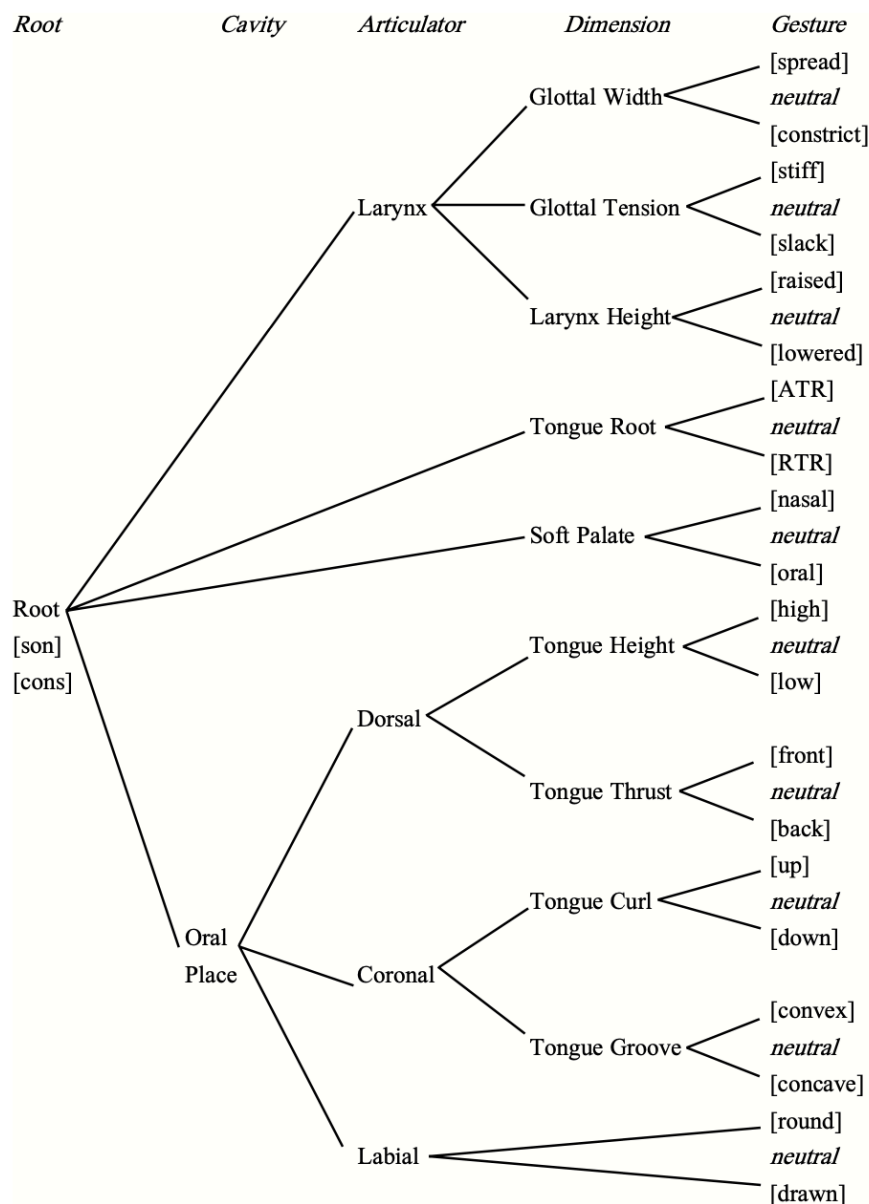 Root Cavity Articulator Dimension Gesture
[spread]
Glottal Width neutral
[constrict]
[stiff]
Larynx Glottal Tension neutral
[slack]
[raised]
Larynx Height neutral
[lowered]
[ATR]
Tongue Root neutral
[RTR]
[nasal]
Soft Palate neutral
[oral]
Root [high]
[son] Tongue Height neutral
[cons] [low]
Dorsal
[front]
Tongue Thrust neutral
[back]
[up]
Tongue Curl neutral
Oral [down]
Place Coronal
[convex]
Tongue Groove neutral
[concave]
[round]
Labial neutral
[drawn]